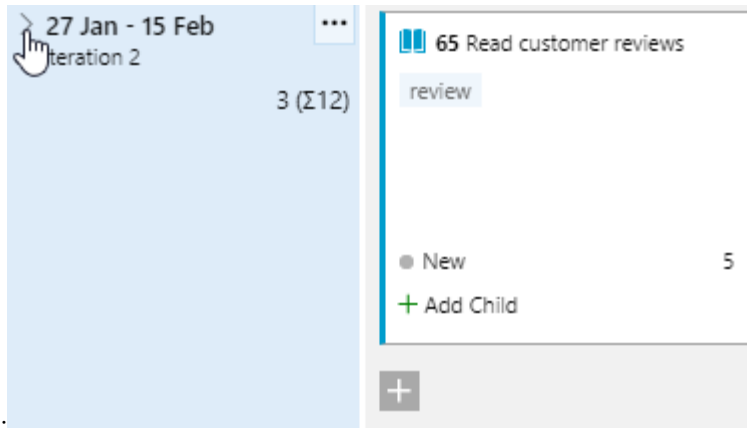 27 Jan - 15 Feb
teration 2
3 (Σ12)
65 Read customer reviews
review
New 5
Add Child
.